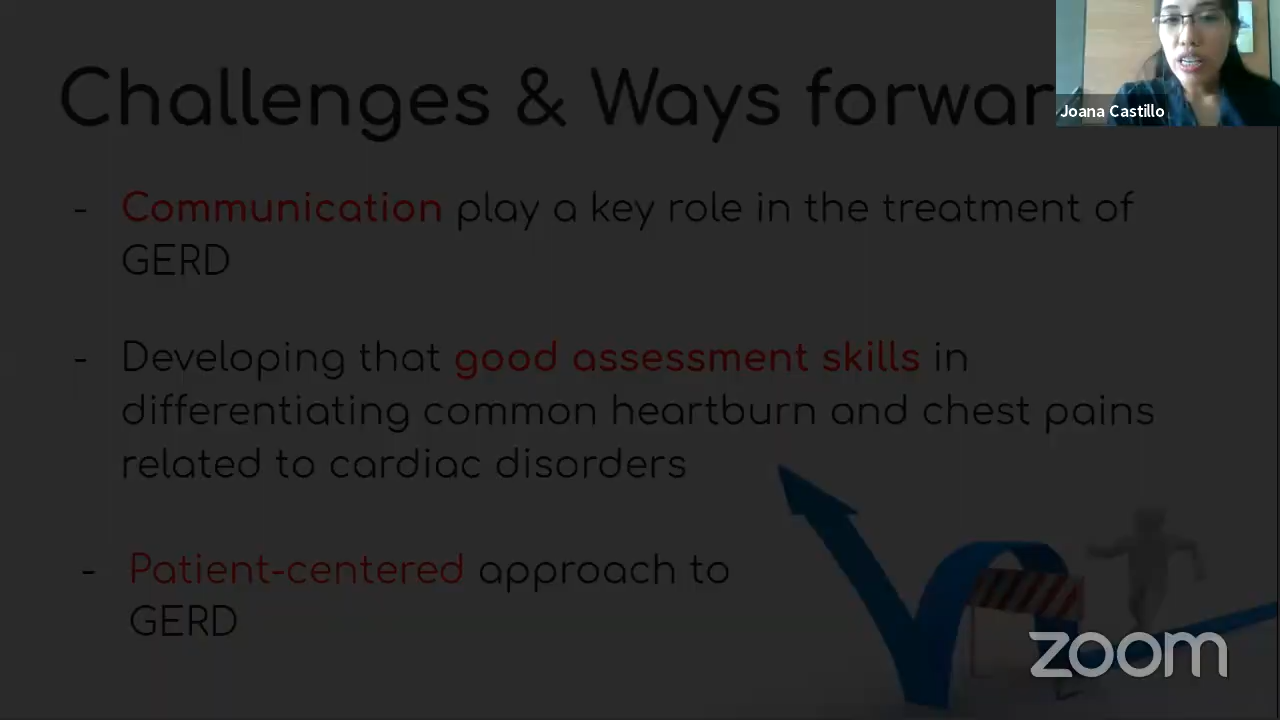 Challenges & Ways forwar
Joana Castillo
- Communication play a key role in the treatment of
GERD
- Developing that good assessment skills in
differentiating common heartburn and chest pains
related to cardiac disorders
- Patient-centered approach to
GERD
zoom